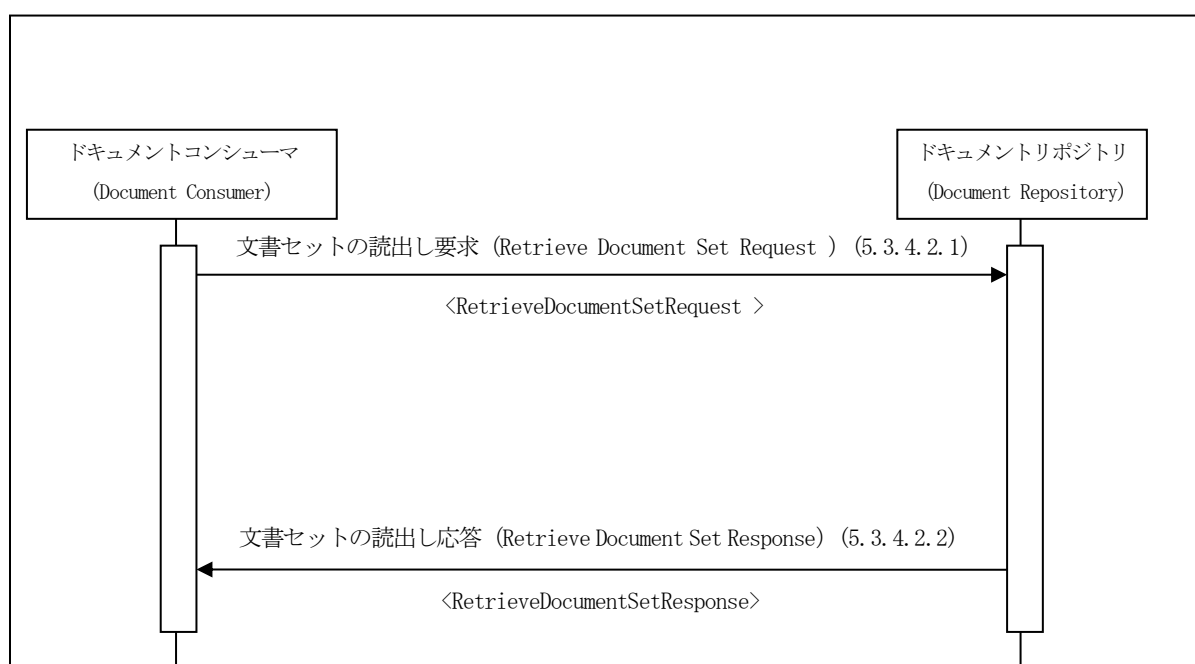 ドキュメントコンシューマ
(Document Consumer)
ドキュメントリポジトリ
(Document Repository)
文書セットの読出し要求 (Retrieve Document Set Request ) (5.3.4.2.1)
<RetrieveDocumentSetRequest >
文書セットの読出し応答 (Retrieve Document Set Response) (5.3.4.2.2)
<RetrieveDocumentSetResponse>